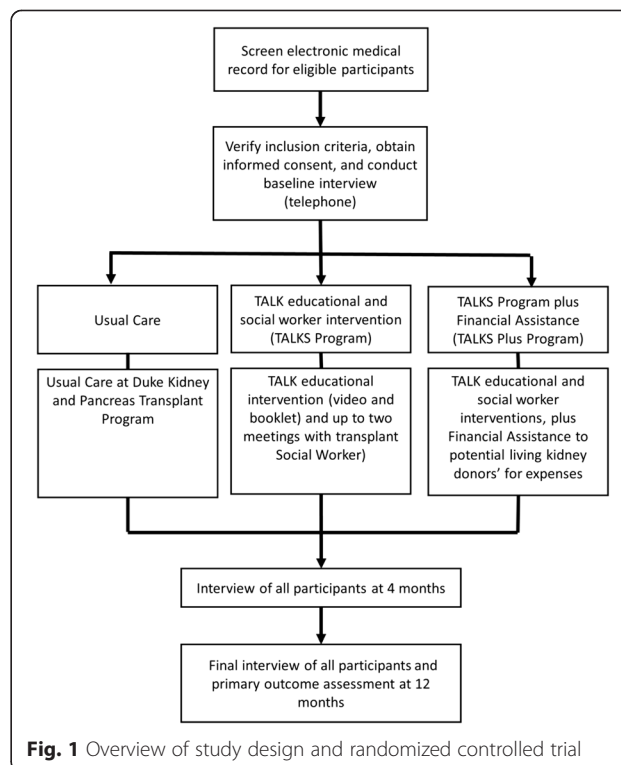 Screen electronic medical
record for eligible participants
Verify inclusion criteria, obtain
informed consent, and conduct
baseline interview
(telephone)
Usual Care
TALK educational and
social worker intervention
(TALKS Program)
TALKS Program plus
Financial Assistance
(TALKS Plus Program)
Usual Care at Duke Kidney
and Pancreas Transplant
Program
TALK educational
intervention (video and
booklet) and up to two
meetings with transplant
Social Worker)
TALK educational and
social worker
interventions, plus
Financial Assistance to
potential living kidney
donors’ for expenses
Interview of all participants at 4 months
Final interview of all participants and
primary outcome assessment at 12
months
Fig. 1 Overview of study design and randomized controlled trial